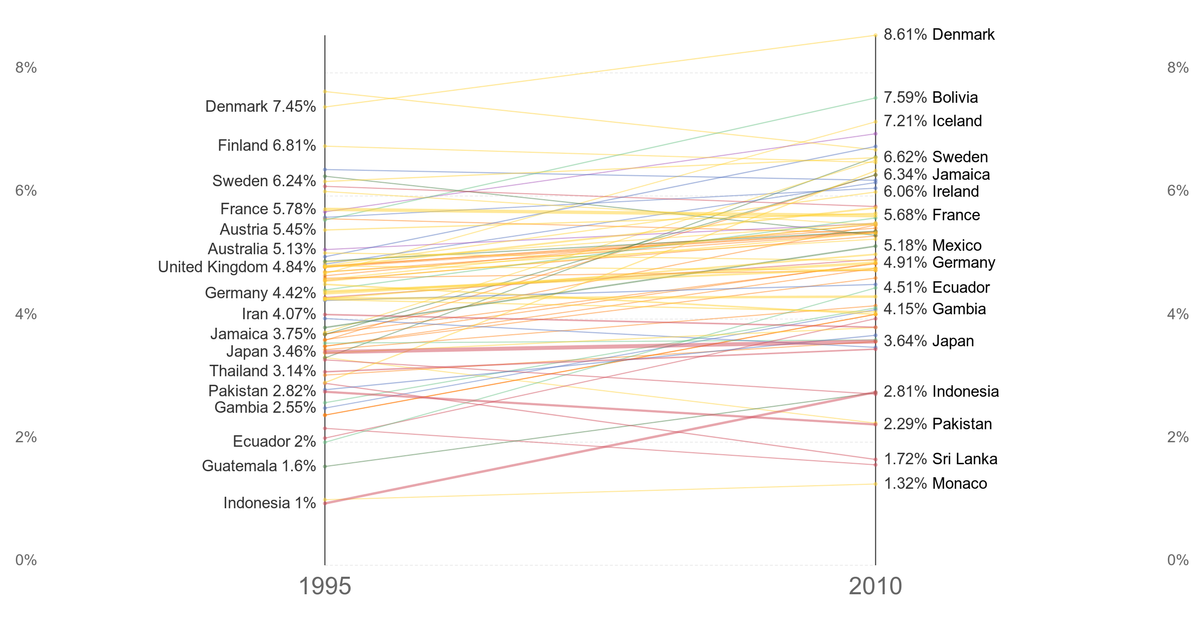 8%
6%
4%
2%
0%
Denmark 7.45%
Finland 6.81%
Sweden 6.24%
France 5.78%
Austria 5.45%
Australia 5.13%
United Kingdom 4.84%
Germany 4.42%
Iran 4.07%
Jamaica 3.75%
Japan 3.46%
Thailand 3.14%
Pakistan 2.82%
Gambia 2.55%
Ecuador 2%
Guatemala 1.6%
Indonesia 1%
8.61% Denmark
7.59% Bolivia
7.21% Iceland
6.62% Sweden
6.34% Jamaica
6.06% Ireland
5.68% France
5.18% Mexico
4.91% Germany
4.51% Ecuador
4.15% Gambia
3.64% Japan
2.81% Indonesia
2.29% Pakistan
1.72% Sri Lanka
1.32% Monaco
8%
6%
4%
2%
0%
1995
2010